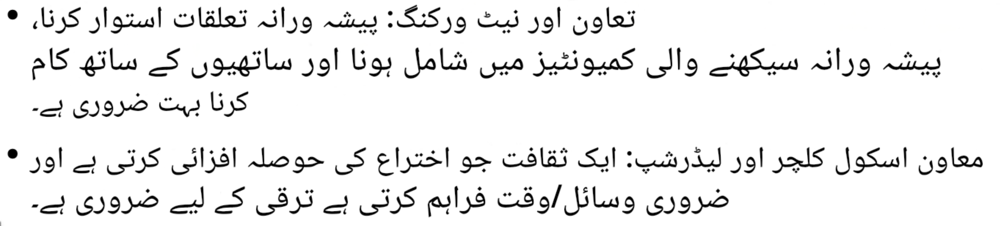 • تعاون اور نیٹ ورکنگ: پیشہ ورانہ تعلقات استوار کرنا،
پیشہ ورانہ سیکھنے والی کمیونٹیز میں شامل ہونا اور ساتھیوں کے ساتھ کام
کرنا بہت ضروری ہے۔
• معاون اسکول کلچر اور لیڈرشپ: ایک ثقافت جو اختراع کی حوصلہ افزائی کرتی ہے اور
ضروری وسائل/وقت فراہم کرتی ہے ترقی کے لیے ضروری ہے۔